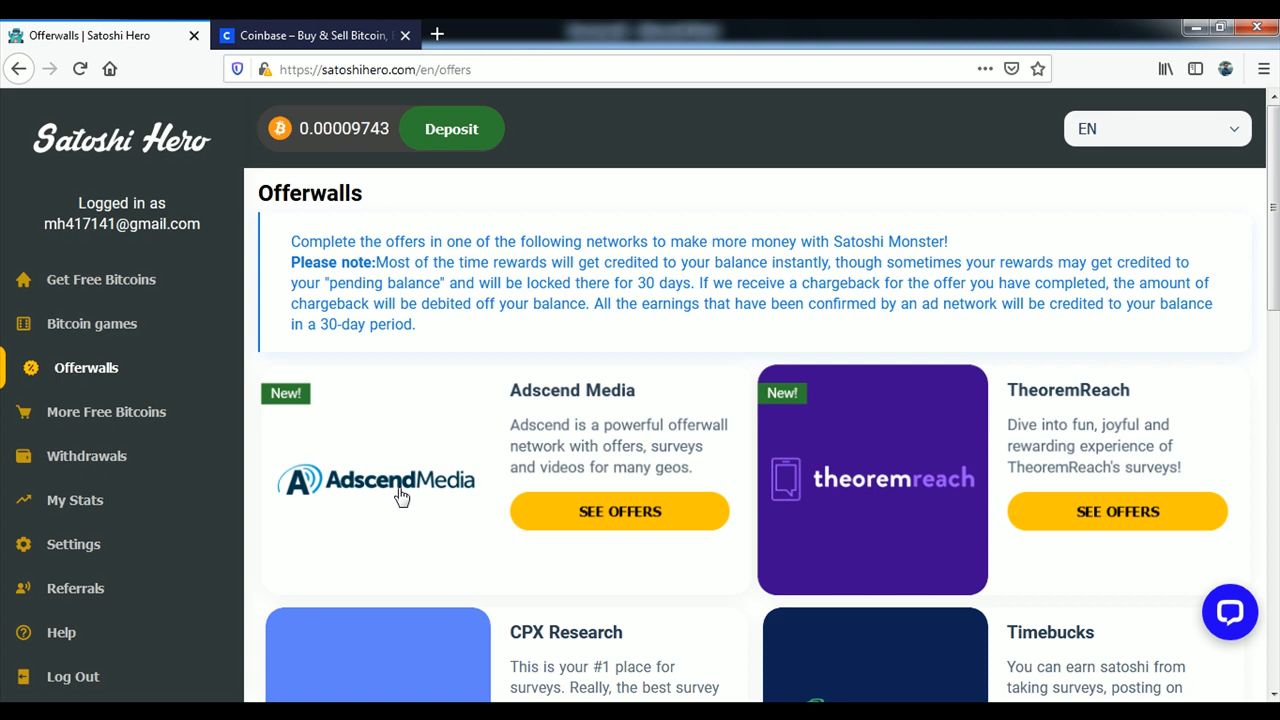 Offerwalls | Satoshi Hero
Coinbase – Buy & Sell Bitcoin,
https://satoshihero.com/en/offers
Satoshi Hero
Logged in as
mh417141@gmail.com
Get Free Bitcoins
Bitcoin games
Offerwalls
More Free Bitcoins
Withdrawals
My Stats
Settings
Referrals
Help
Log Out
0.00009743
Deposit
EN
Offerwalls
Complete the offers in one of the following networks to make more money with Satoshi Monster!
Please note:Most of the time rewards will get credited to your balance instantly, though sometimes your rewards may get credited to
your "pending balance" and will be locked there for 30 days. If we receive a chargeback for the offer you have completed, the amount of
chargeback will be debited off your balance. All the earnings that have been confirmed by an ad network will be credited to your balance
in a 30-day period.
New!
AdscendMedia
Adscend Media
Adscend is a powerful offerwall
network with offers, surveys
and videos for many geos.
SEE OFFERS
New!
theoremreach
TheoremReach
Dive into fun, joyful and
rewarding experience of
TheoremReach's surveys!
SEE OFFERS
CPX Research
This is your #1 place for
surveys. Really, the best survey
Timebucks
You can earn satoshi from
taking surveys, posting on